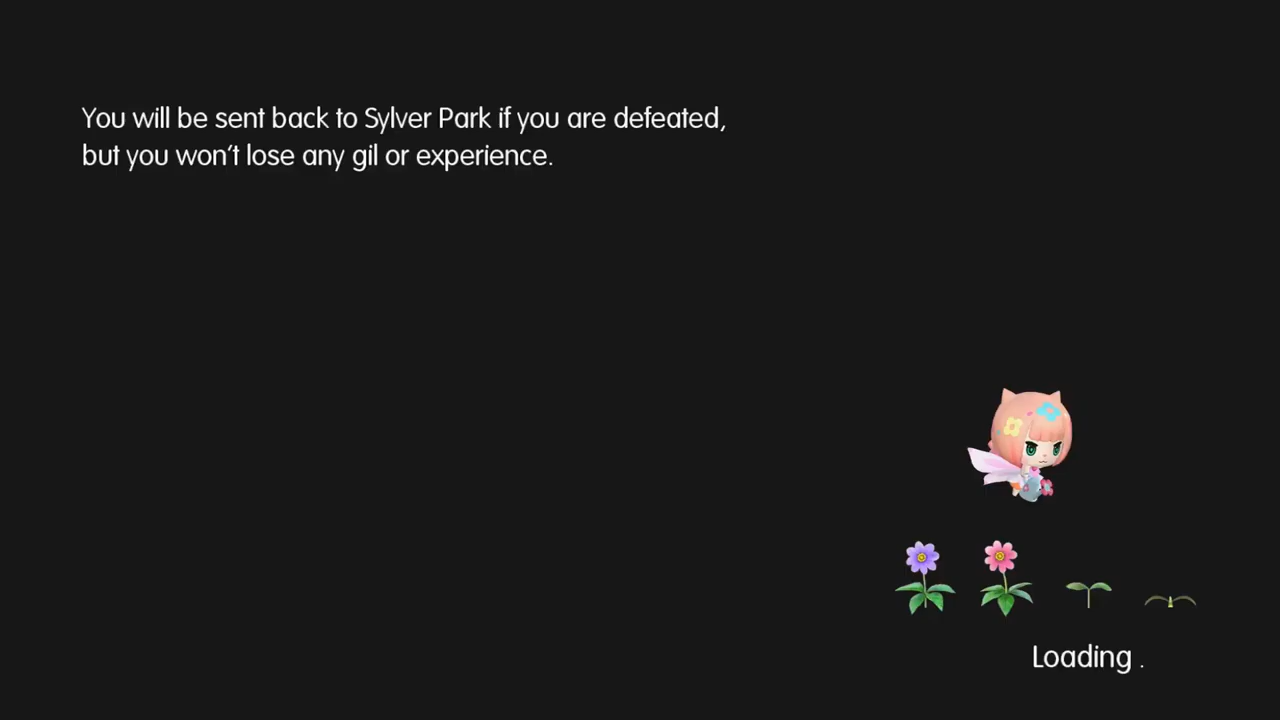 You will be sent back to Sylver Park if you are defeated,
but you won't lose any gil or experience.
Loading .